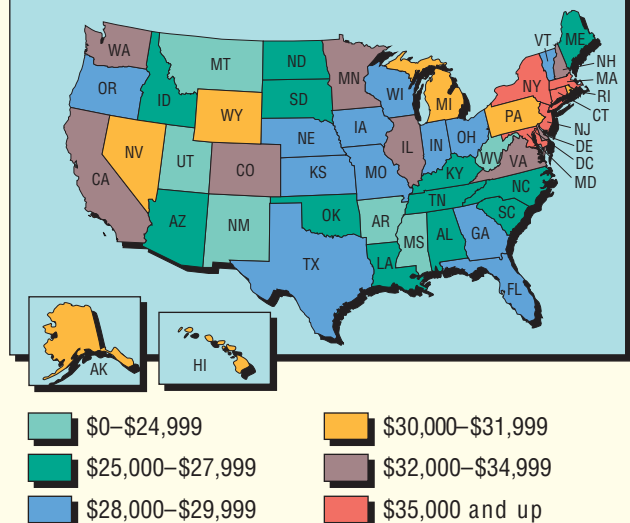 WA
MT
ND
MN
VT
ME
OR
ID
SD
WI
NY
NH
MA
WY
MI
RI
NV
NE
IA
PA
CT
UT
IL
IN
OH
NJ
CA
CO
KS
MO
WV
VA
DE
KY
DC
AZ
NM
OK
AR
TN
NC
MD
SC
MS
AL
GA
TX
LA
FL
AK
HI
$0–$24,999
$25,000–$27,999
$28,000–$29,999
$30,000–$31,999
$32,000–$34,999
$35,000 and up